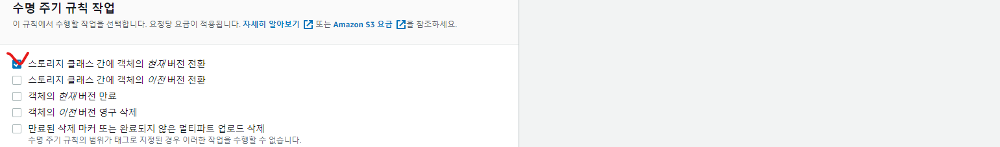 수명 주기 규칙 작업
이 규칙에서 수행할 작업을 선택합니다. 요청당 요금이 적용됩니다. 자세히 알아보기 또는 Amazon S3 요금 을 참조하세요.
스토리지 클래스 간에 객체의 현재 버전 전환
스토리지 클래스 간에 객체의 이전 버전 전환
객체의 현재 버전 만료
객체의 이전 버전 영구 삭제
만료된 삭제 마커 또는 완료되지 않은 멀티파트 업로드 삭제
수명 주기 규칙의 범위가 태그로 지정된 경우 이러한 작업을 수행할 수 없습니다.